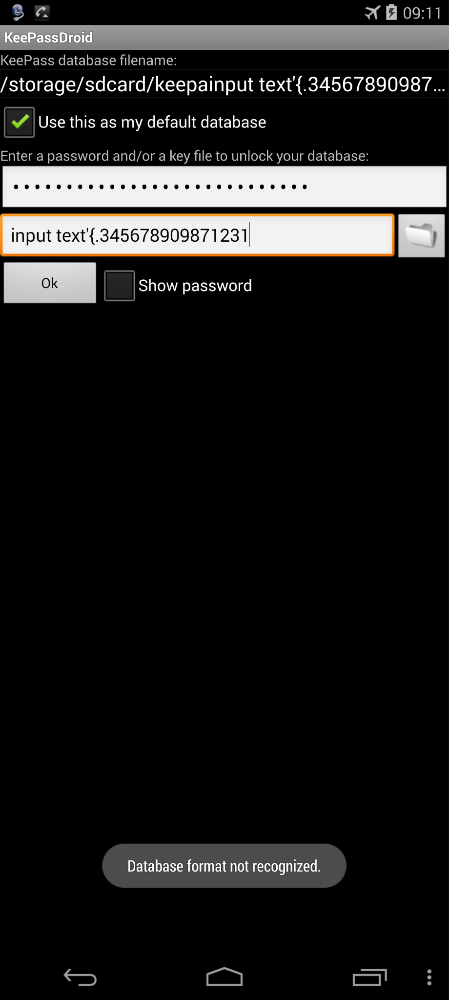 09:11
KeePassDroid
KeePass database filename:
/storage/sdcard/keepainput text'{.34567890987...
Use this as my default database
Enter a password and/or a key file to unlock your database:
••••••••••••••••••••••••••••
input text'{.345678909871231
Ok
Show password
Database format not recognized.